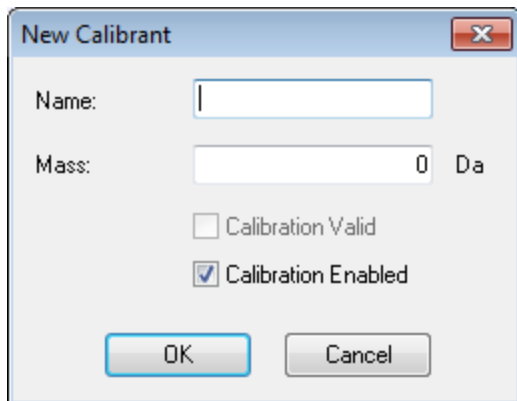 New Calibrant
Name:
Mass: 0 Da
Calibration Valid
Calibration Enabled
OK Cancel